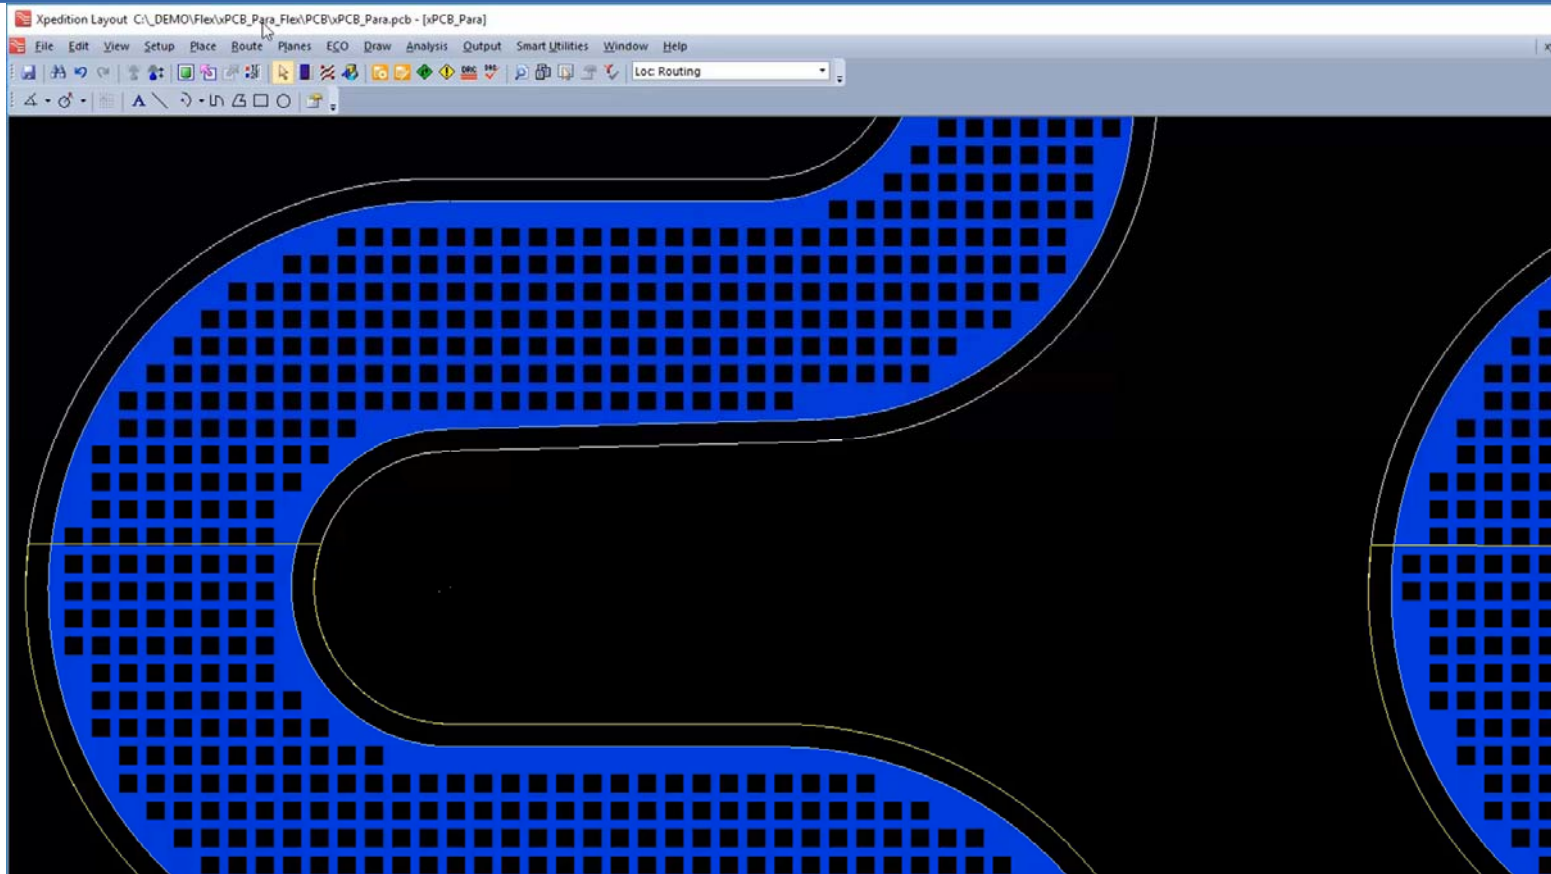 Xpedition Layout  C:\_DEMO\Flex\xPCB_Para_Flex\PCB\xPCB_Para.pcb - [xPCB_Para]
File Edit View Setup Place Route Planes ECO Draw Analysis Output Smart Utilities Window Help
DRC
Loc: Routing
A